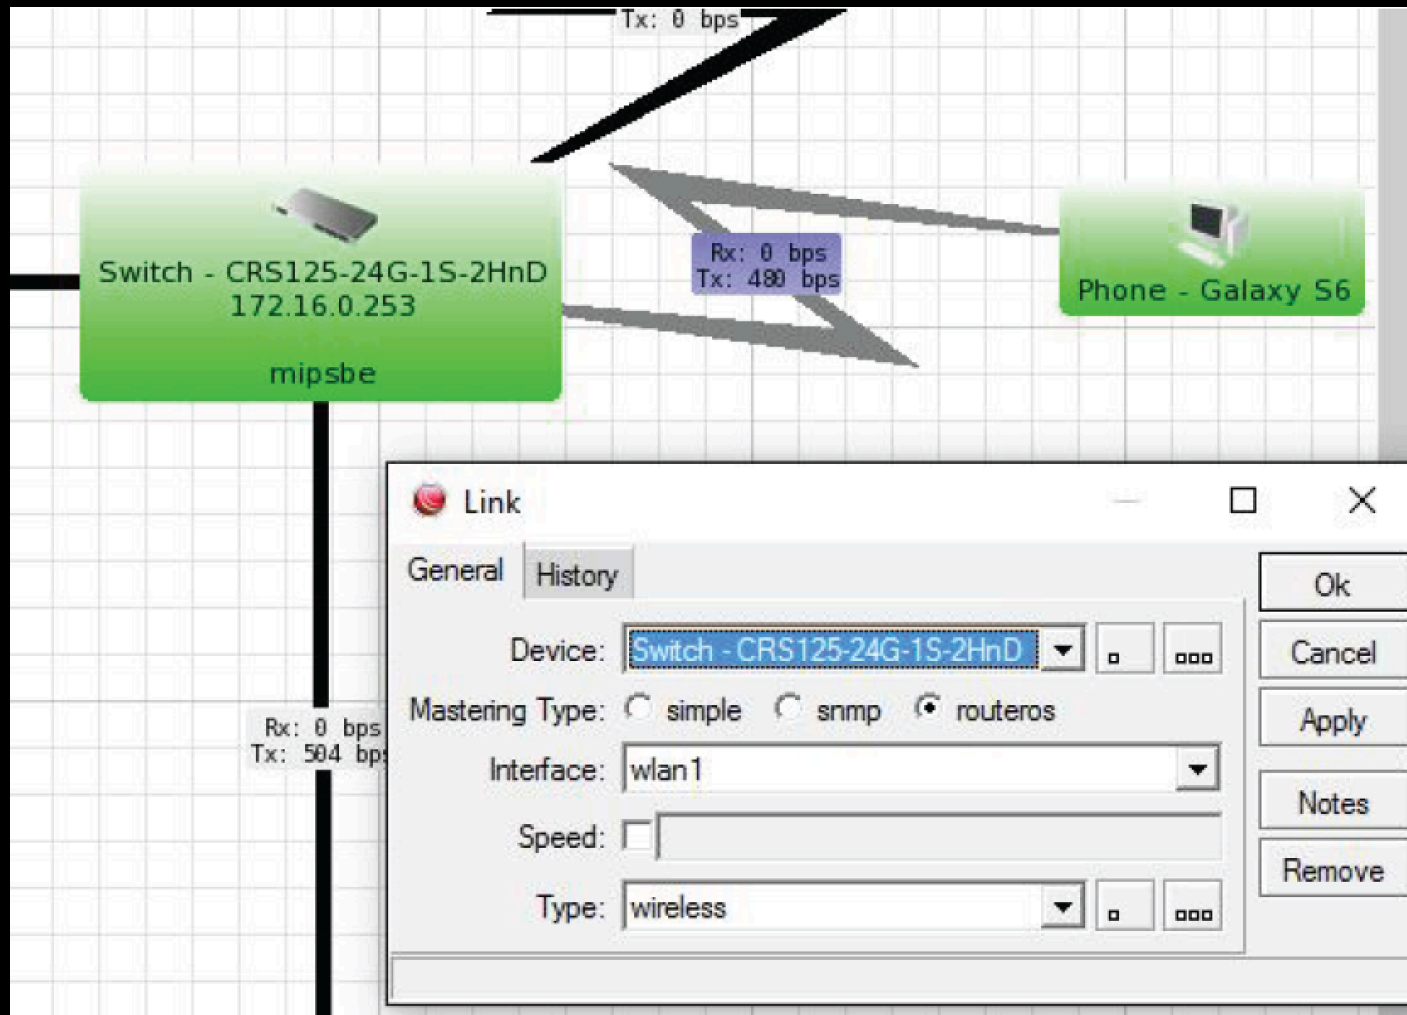 Tx: 0 bps
Switch - CRS125-24G-1S-2HnD
172.16.0.253
mipsbe
Rx: 0 bps
Tx: 480 bps
Phone - Galaxy S6
Rx: 0 bps
Tx: 504 bps
Link
General History
Device: Switch - CRS125-24G-1S-2HnD
Mastering Type: simple snmp routeros
Interface: wlan1
Speed:
Type: wireless
Ok
Cancel
Apply
Notes
Remove